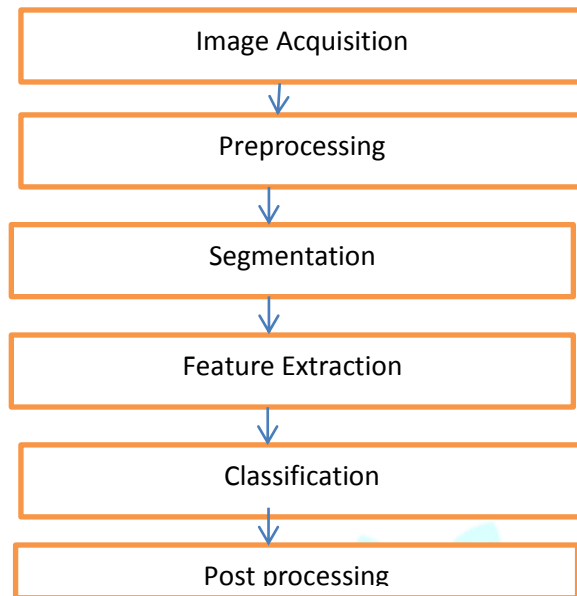 Image Acquisition
Preprocessing
Segmentation
Feature Extraction
Classification
Post processing